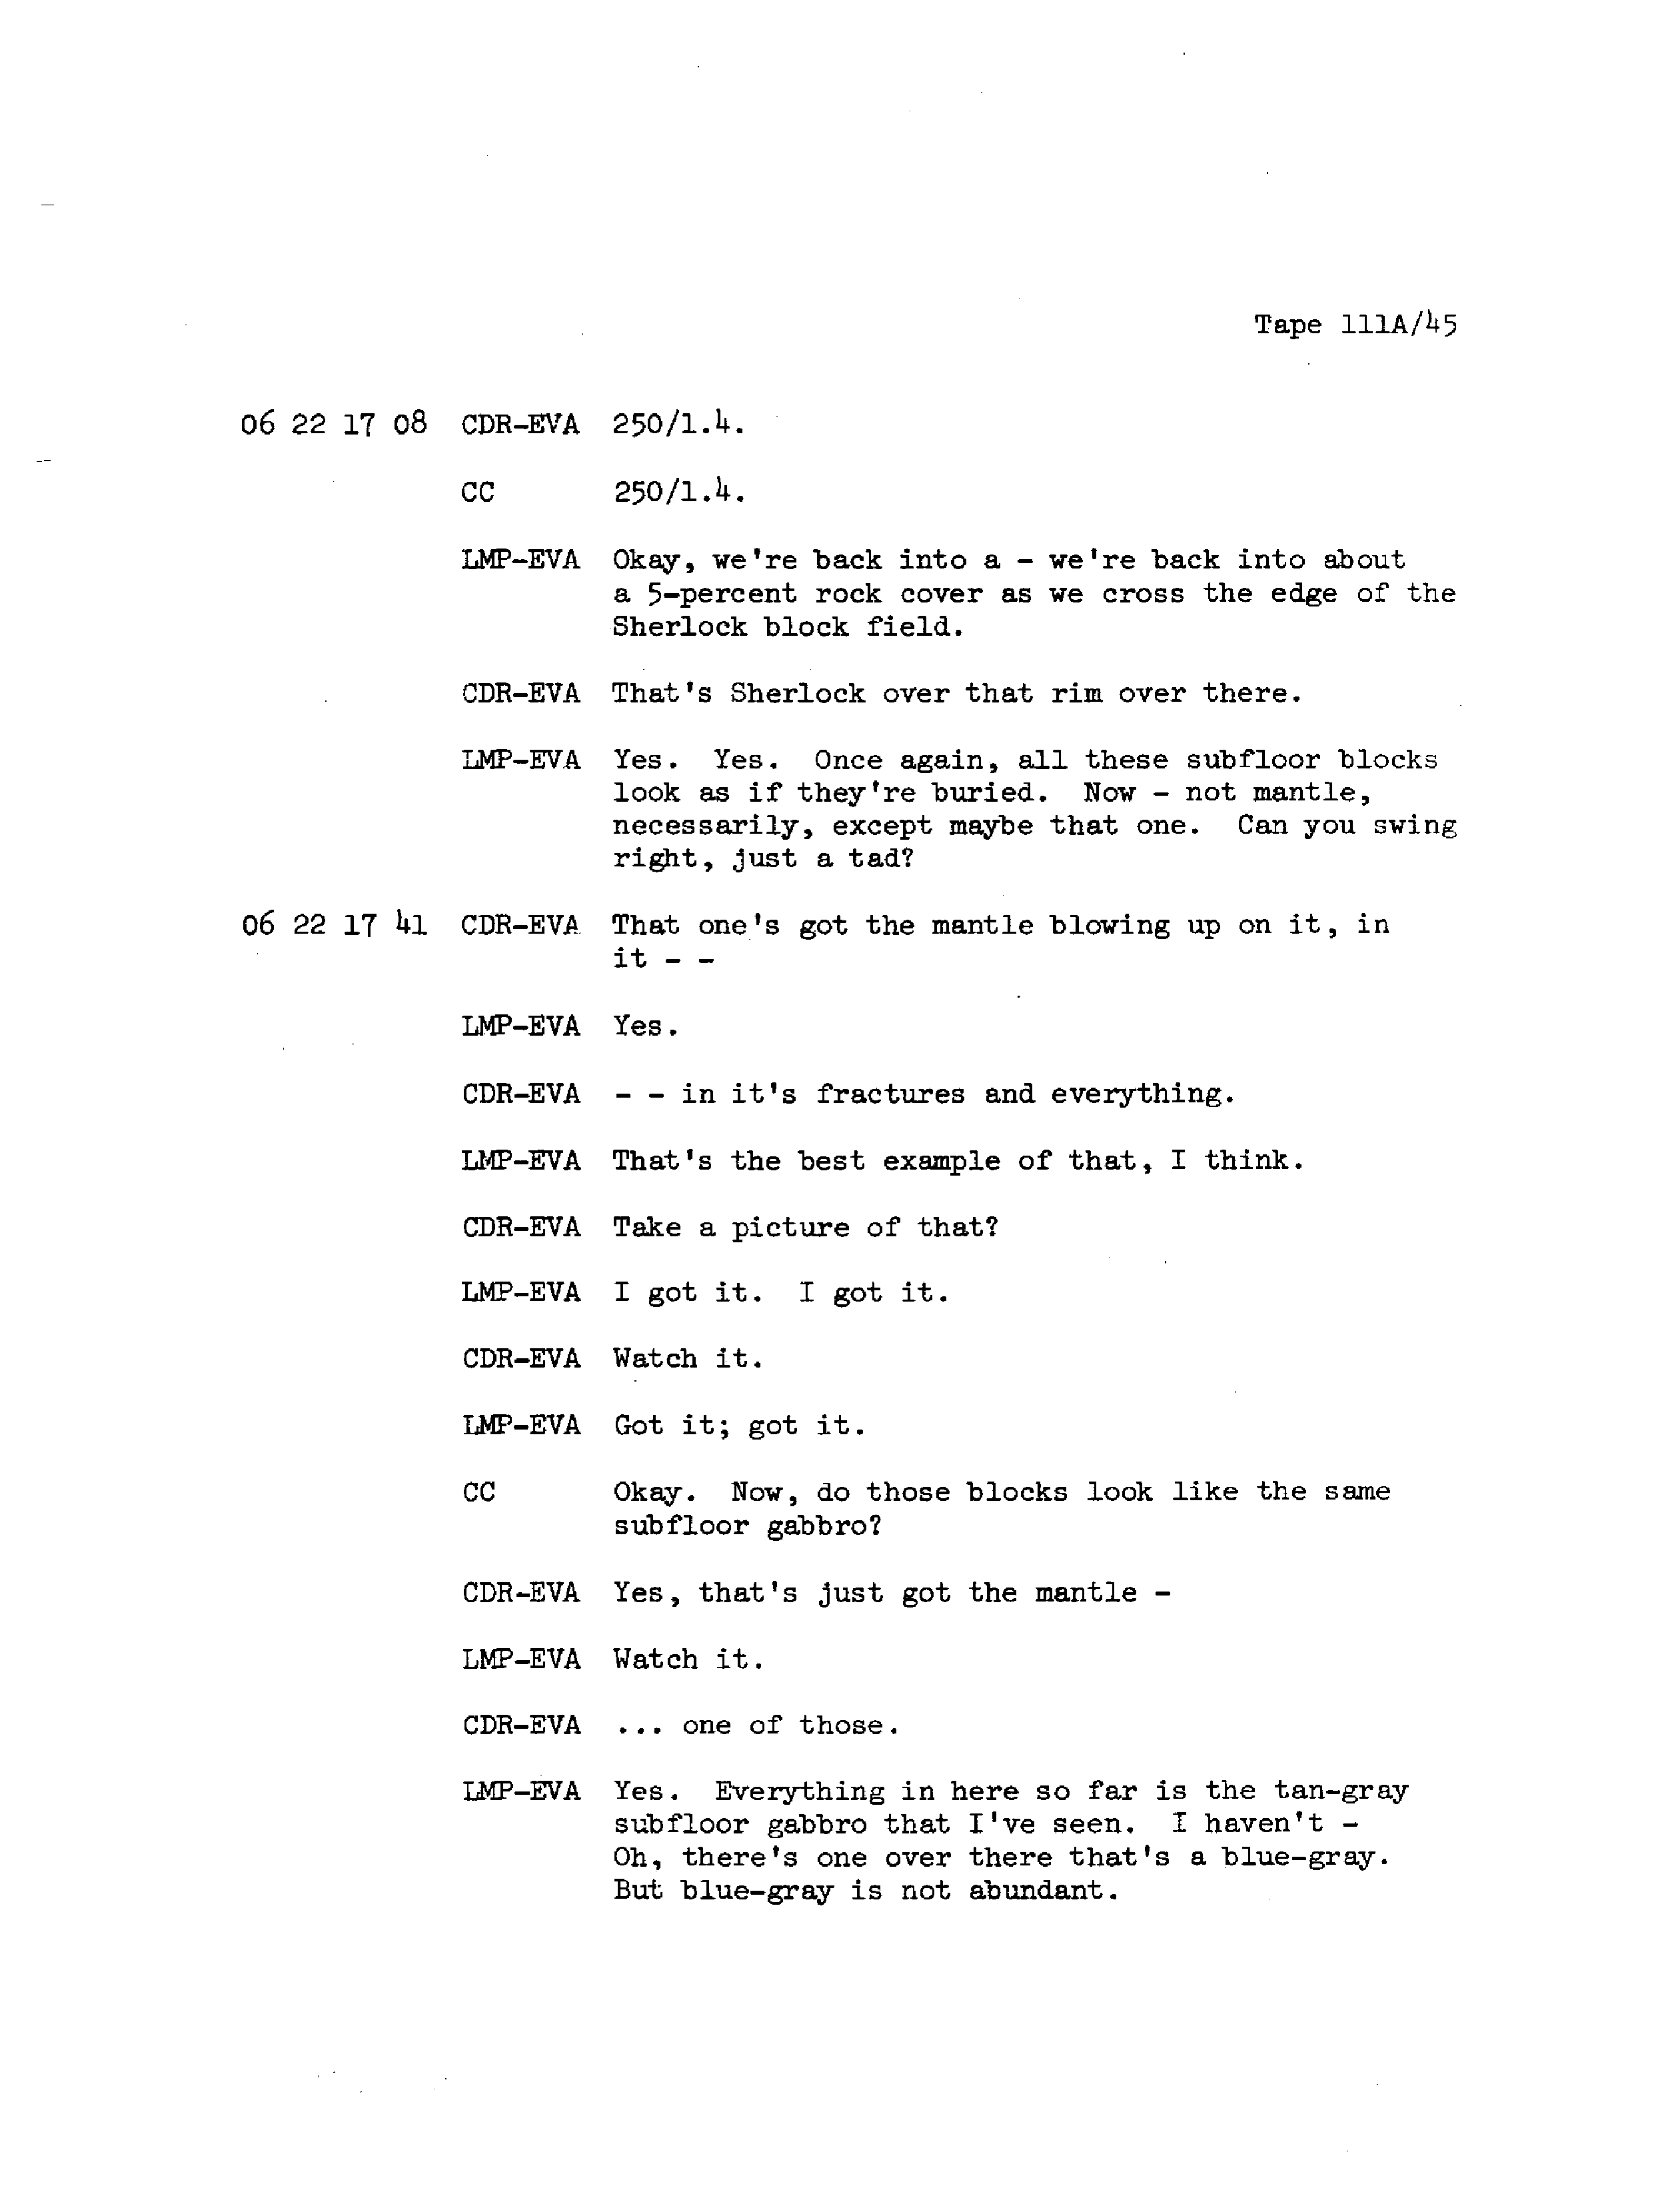 Tape 111A/45
06 22 17 08 CDR-EVA 250/1.4.
CC 250/1.4.
LMP-EVA Okay, we're back into a - we're back into about
a 5-percent rock cover as we cross the edge of the
Sherlock block field.
CDR-EVA That's Sherlock over that rim over there.
LMP-EVA Yes. Yes. Once again, all these subfloor blocks
look as if they're buried. Now - not mantle,
necessarily, except maybe that one. Can you swing
right, just a tad?
06 22 17 41 CDR-EVA That one's got the mantle blowing up on it, in
it - -
LMP-EVA Yes.
CDR-EVA - - in it's fractures and everything.
LMP-EVA That's the best example of that, I think.
CDR-EVA Take a picture of that?
LMP-EVA I got it. I got it.
CDR-EVA Watch it.
LMP-EVA Got it; got it.
CC Okay. Now, do those blocks look like the same
subfloor gabbro?
CDR-EVA Yes, that's just got the mantle -
LMP-EVA Watch it.
CDR-EVA ... one of those.
LMP-EVA Yes. Everything in here so far is the tan-gray
subfloor gabbro that I've seen. I haven't -
Oh, there's one over there that's a blue-gray.
But blue-gray is not abundant.